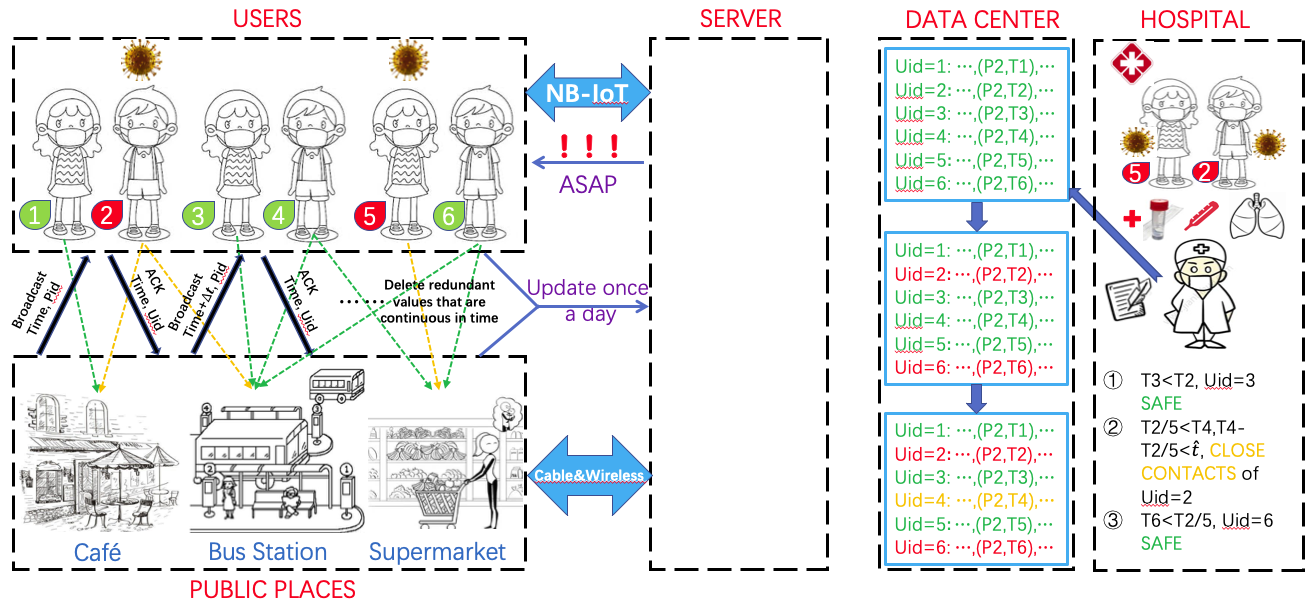 USERS
SERVER
DATA CENTER
HOSPITAL
NB-IoT
! ! !
ASAP
1
2
3
4
5
6
Broadcast
Time, Pid
ACK
Time, Uid
Broadcast
Time+Δt, Pid
ACK
Time, Uid
······
Delete redundant
values that are
continuous in time
Update once
a day
Cable&Wireless
4
3
2
1
Café
Bus Station
Supermarket
PUBLIC PLACES
Uid=1: ···,(P2,T1),···
Uid=2: ···,(P2,T2),···
Uid=3: ···,(P2,T3),···
Uid=4: ···,(P2,T4),···
Uid=5: ···,(P2,T5),···
Uid=6: ···,(P2,T6),···
Uid=1: ···,(P2,T1),···
Uid=2: ···,(P2,T2),···
Uid=3: ···,(P2,T3),···
Uid=4: ···,(P2,T4),···
Uid=5: ···,(P2,T5),···
Uid=6: ···,(P2,T6),···
Uid=1: ···,(P2,T1),···
Uid=2: ···,(P2,T2),···
Uid=3: ···,(P2,T3),···
Uid=4: ···,(P2,T4),···
Uid=5: ···,(P2,T5),···
Uid=6: ···,(P2,T6),···
5
2
① T3<T2, Uid=3
SAFE
② T2/5<T4,T4-
T2/5<t̂, CLOSE
CONTACTS of
Uid=2
③ T6<T2/5, Uid=6
SAFE